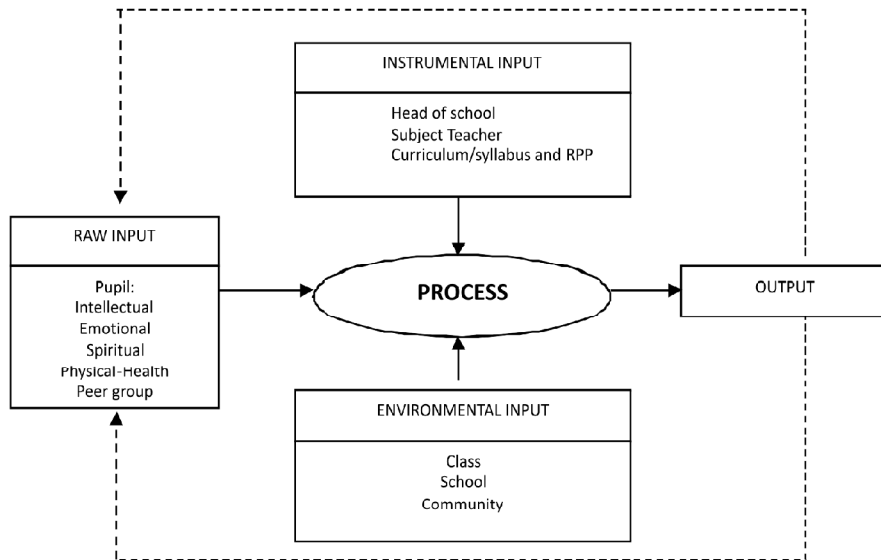 INSTRUMENTAL INPUT
Head of school
Subject Teacher
Curriculum/syllabus and RPP
RAW INPUT
Pupil:
Intellectual
Emotional
Spiritual
Physical-Health
Peer group
PROCESS
OUTPUT
ENVIRONMENTAL INPUT
Class
School
Community